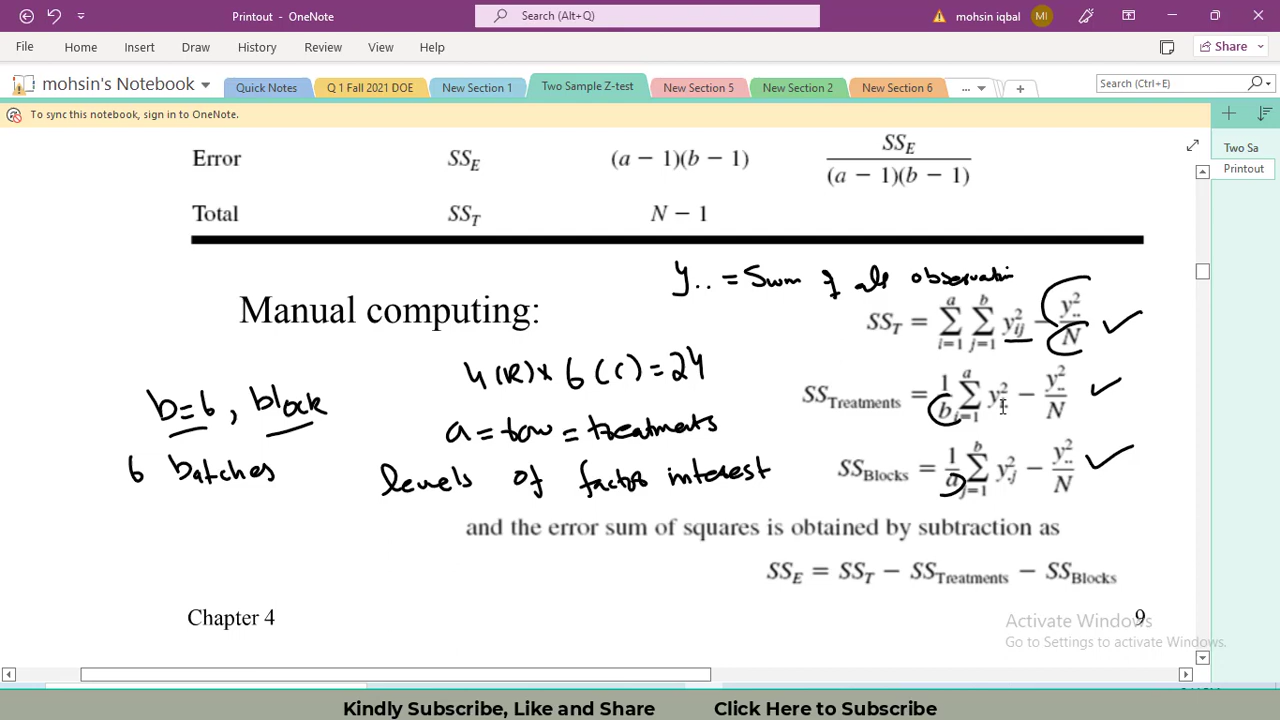 Printout - OneNote
Search (Alt+Q)
mohsin iqbal
MI
File Home Insert Draw History Review View Help
Share
mohsin's Notebook
Quick Notes
Q 1 Fall 2021 DOE
New Section 1
Two Sample Z-test
New Section 5
New Section 2
New Section 6
...
Search (Ctrl+E)
To sync this notebook, sign in to OneNote.
Two Sa
Printout
Error SS_E (a − 1)(b − 1) SS_E / (a − 1)(b − 1)
Total SS_T N − 1
y.. = Sum of all observation
Manual computing:
SS_T = ∑_{i=1}^{a} ∑_{j=1}^{b} y_{ij}^2 − y_{..}^2 / N
4 (R) x 6 (C) = 24
SS_Treatments = 1/b ∑_{i=1}^{a} y_{i.}^2 − y_{..}^2 / N
b=6, block
a = row = treatments
6 batches
levels of factor interest
SS_Blocks = 1/a ∑_{j=1}^{b} y_{.j}^2 − y_{..}^2 / N
and the error sum of squares is obtained by subtraction as
SS_E = SS_T − SS_Treatments − SS_Blocks
Chapter 4
9
Activate Windows
Go to Settings to activate Windows.
Kindly Subscribe, Like and Share
Click Here to Subscribe